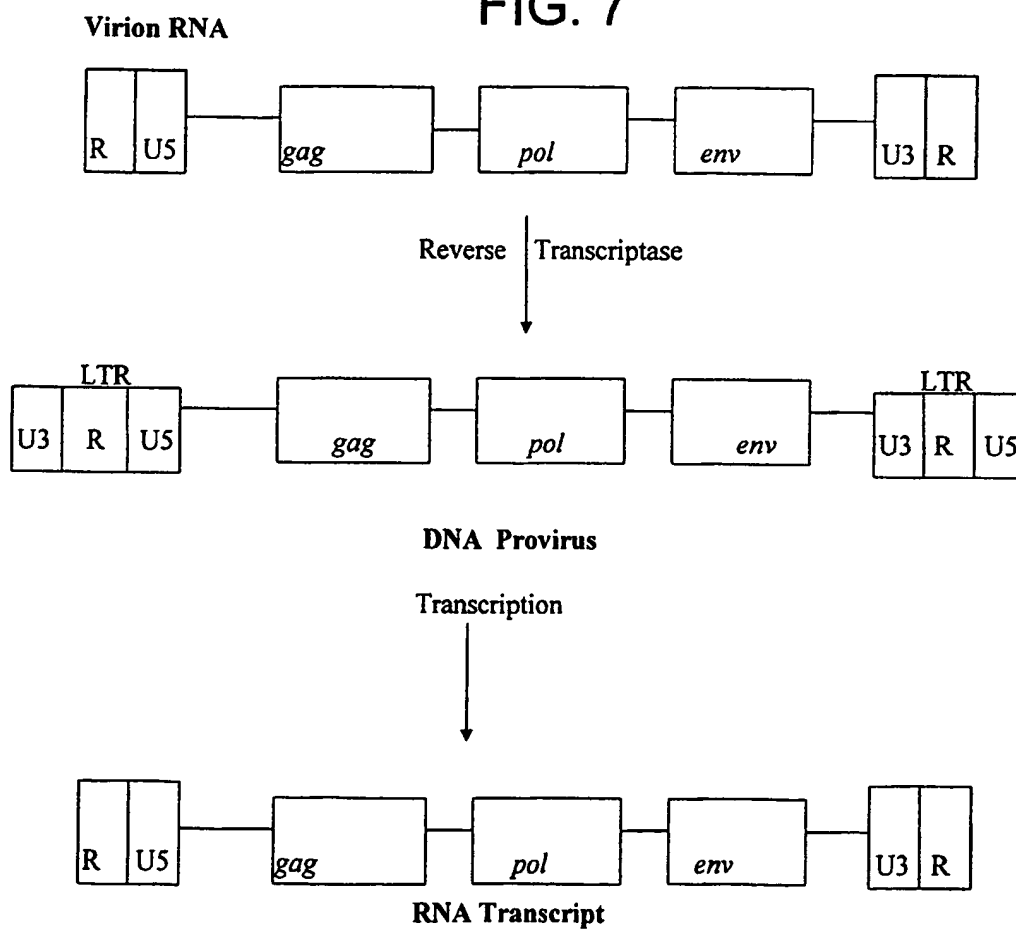 FIG. 7
Virion RNA
R U5 gag pol env U3 R
Reverse Transcriptase
LTR LTR
U3 R U5 gag pol env U3 R U5
DNA Provirus
Transcription
R U5 gag pol env U3 R
RNA Transcript